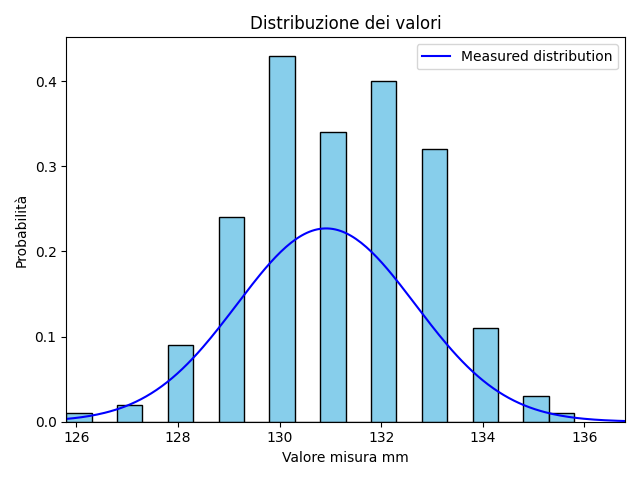 Distribuzione dei valori
Measured distribution
Probabilità
0.4
0.3
0.2
0.1
0.0
126 128 130 132 134 136
Valore misura mm